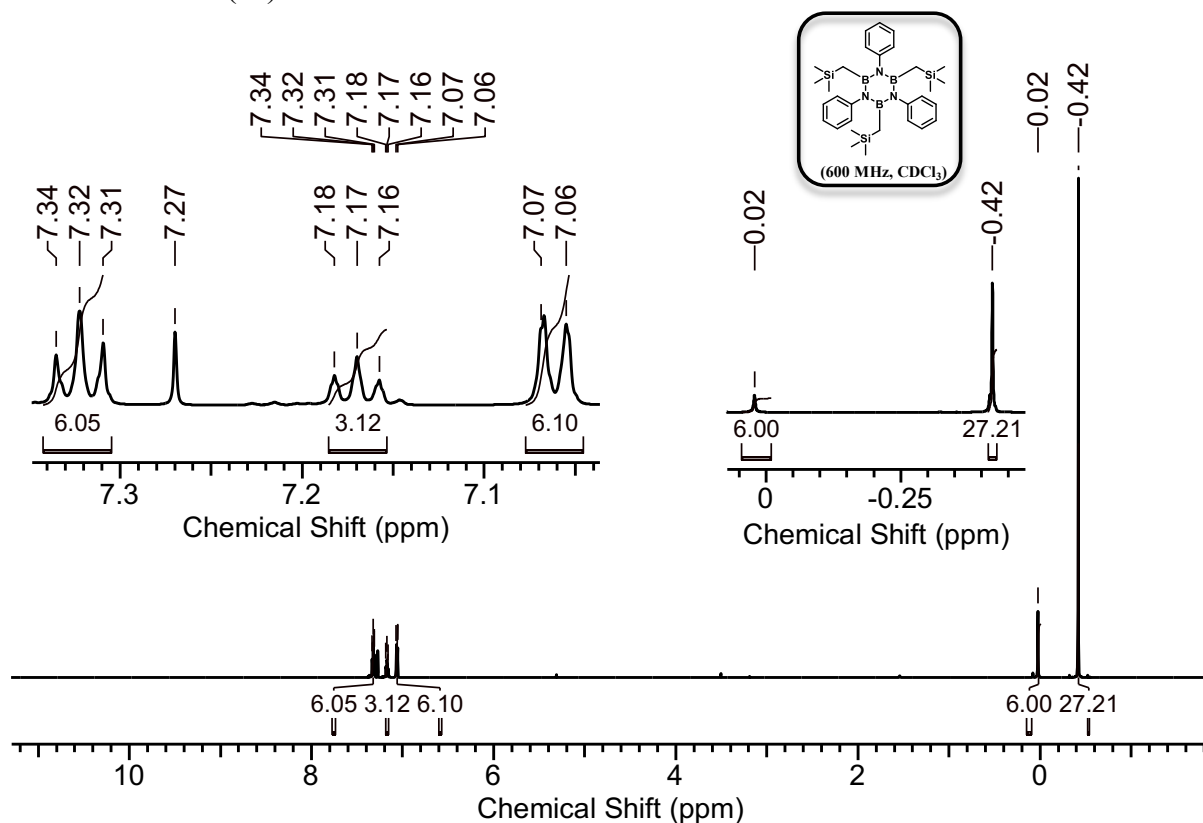 7.34 7.32 7.31 7.18 7.17 7.16 7.07 7.06
0.02 -0.42
7.34 7.32 7.31 7.27 7.18 7.17 7.16 7.07 7.06
6.05 3.12 6.10
7.3 7.2 7.1
Chemical Shift (ppm)
N B N B N B
Si Si Si
(600 MHz, CDCl₃)
0.02 -0.42
6.00 27.21
0 -0.25
Chemical Shift (ppm)
6.05 3.12 6.10 6.00 27.21
10 8 6 4 2 0
Chemical Shift (ppm)